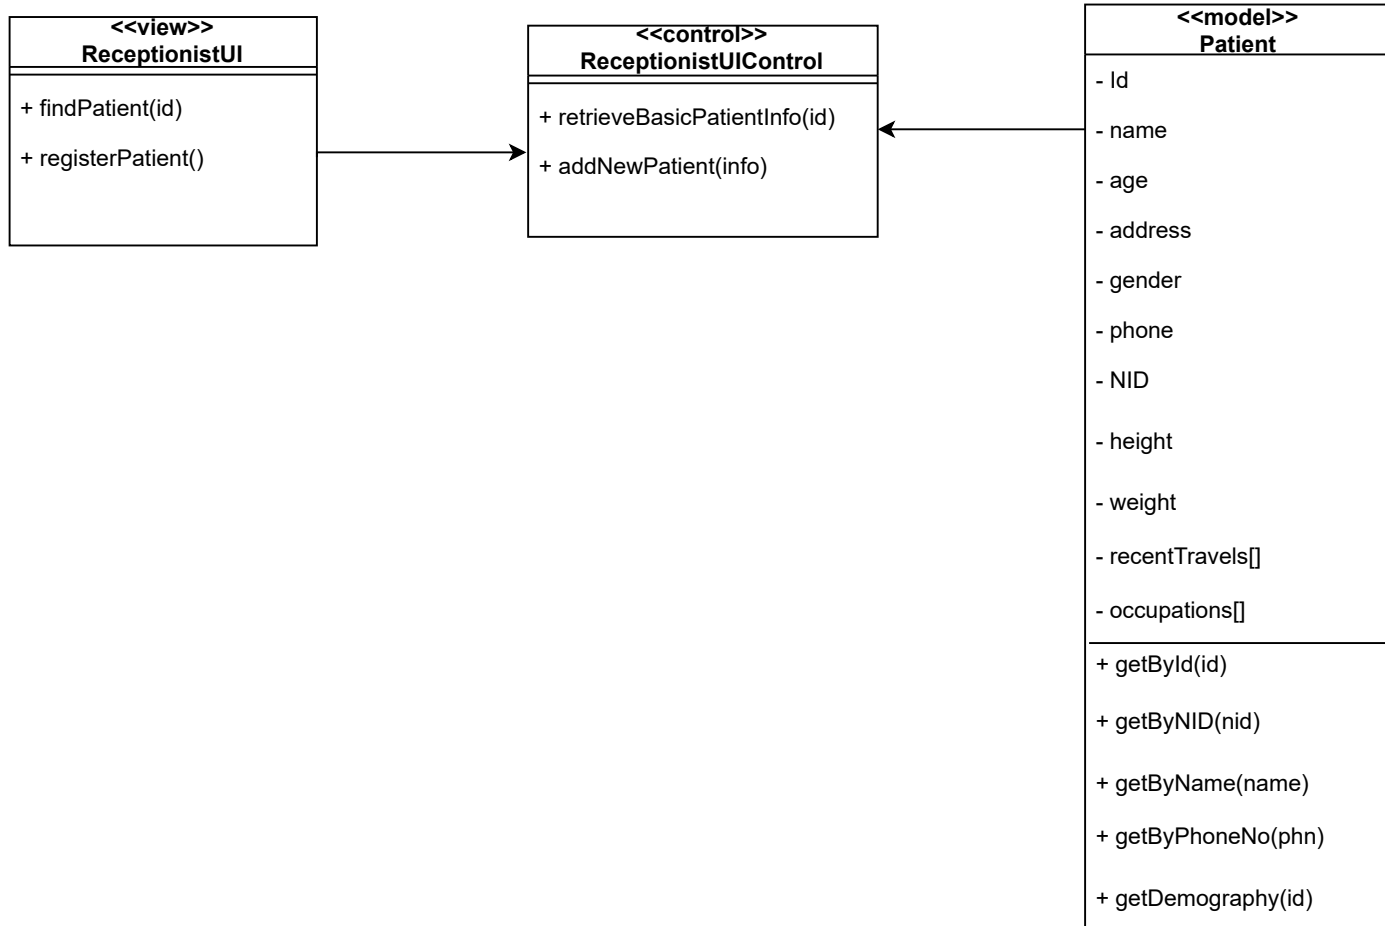 <<view>>
ReceptionistUI
+ findPatient(id)
+ registerPatient()
<<control>>
ReceptionistUIControl
+ retrieveBasicPatientInfo(id)
+ addNewPatient(info)
<<model>>
Patient
- Id
- name
- age
- address
- gender
- phone
- NID
- height
- weight
- recentTravels[]
- occupations[]
+ getById(id)
+ getByNID(nid)
+ getByName(name)
+ getByPhoneNo(phn)
+ getDemography(id)